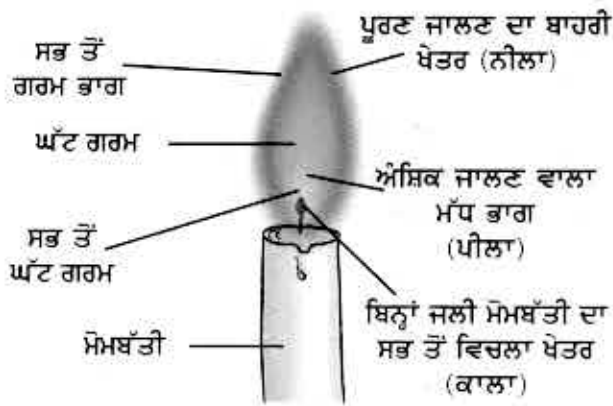 ਸਭ ਤੋਂ
ਗਰਮ ਭਾਗ
ਘੱਟ ਗਰਮ
ਸਭ ਤੋਂ
ਘੱਟ ਗਰਮ
ਮੋਮਬੱਤੀ
ਪੂਰਣ ਜਾਲਣ ਦਾ ਬਾਹਰੀ
ਖੇਤਰ (ਨੀਲਾ)
ਅੰਸ਼ਿਕ ਜਾਲਣ ਵਾਲਾ
ਮੱਧ ਭਾਗ
(ਪੀਲਾ)
ਬਿਨ੍ਹਾਂ ਜਲੀ ਮੋਮਬੱਤੀ ਦਾ
ਸਭ ਤੋਂ ਵਿਚਲਾ ਖੇਤਰ
(ਕਾਲਾ)